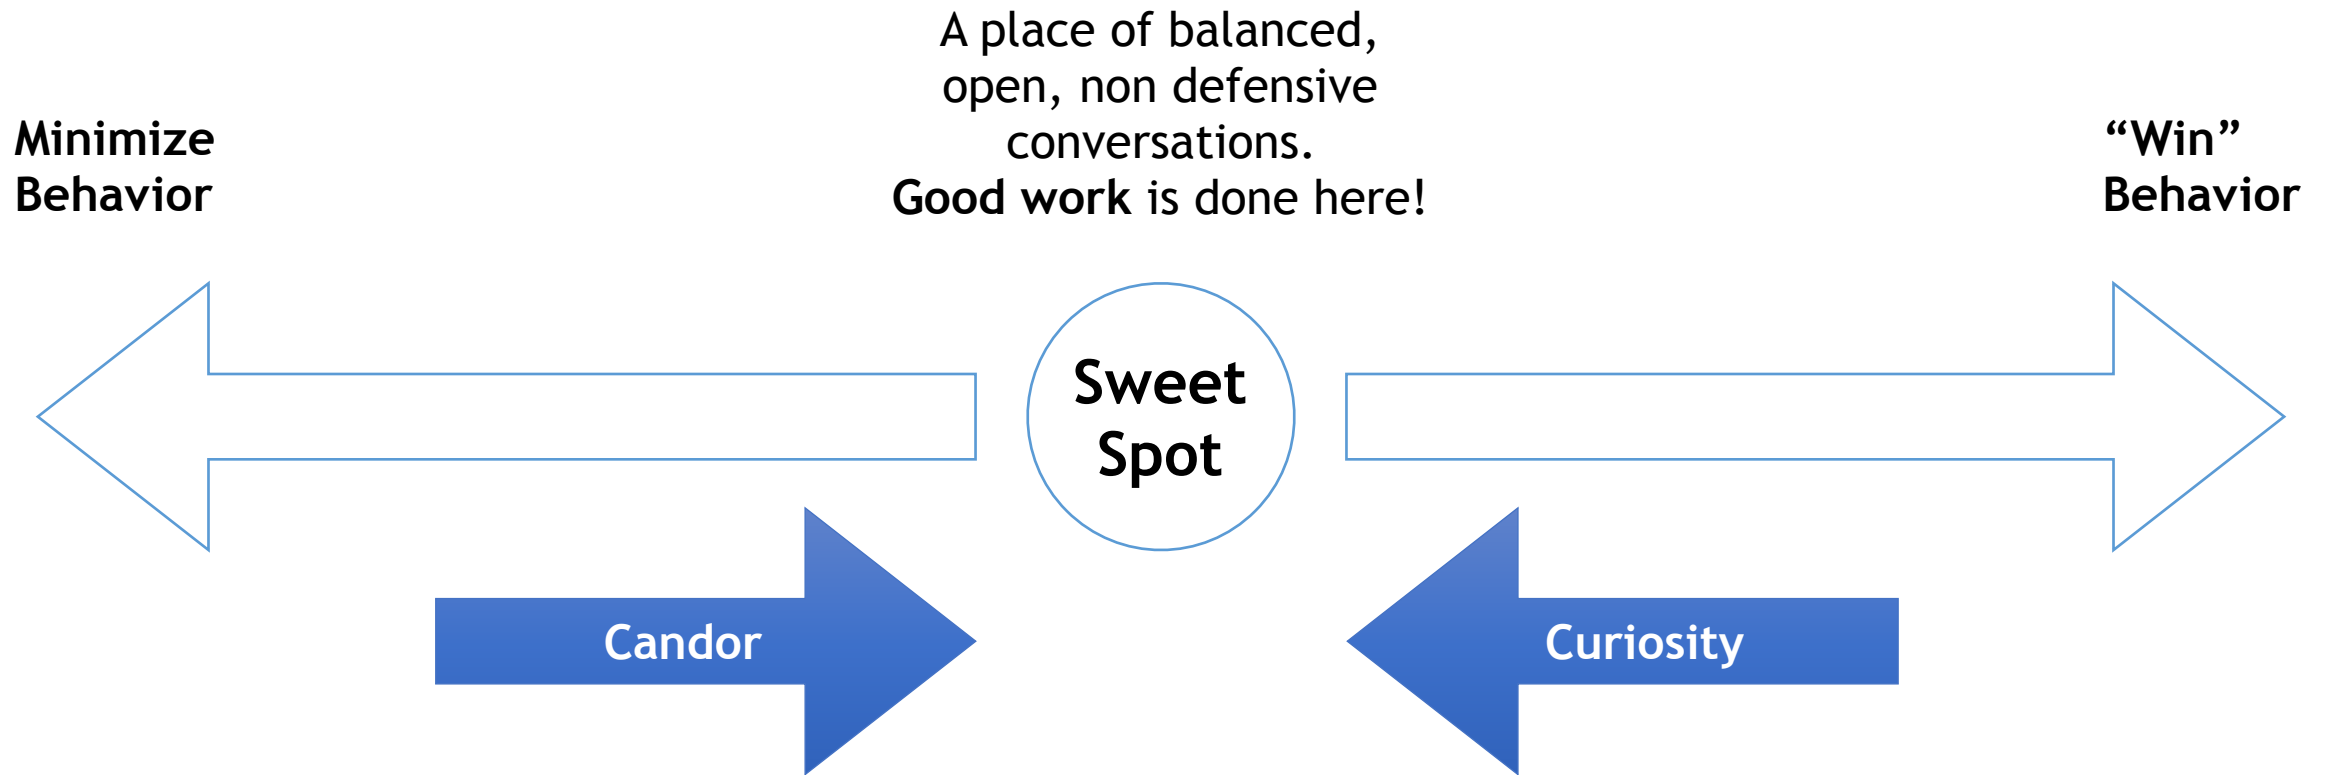 A place of balanced,
open, non defensive
conversations.
Good work is done here!
Minimize
Behavior
“Win”
Behavior
Sweet
Spot
Candor
Curiosity